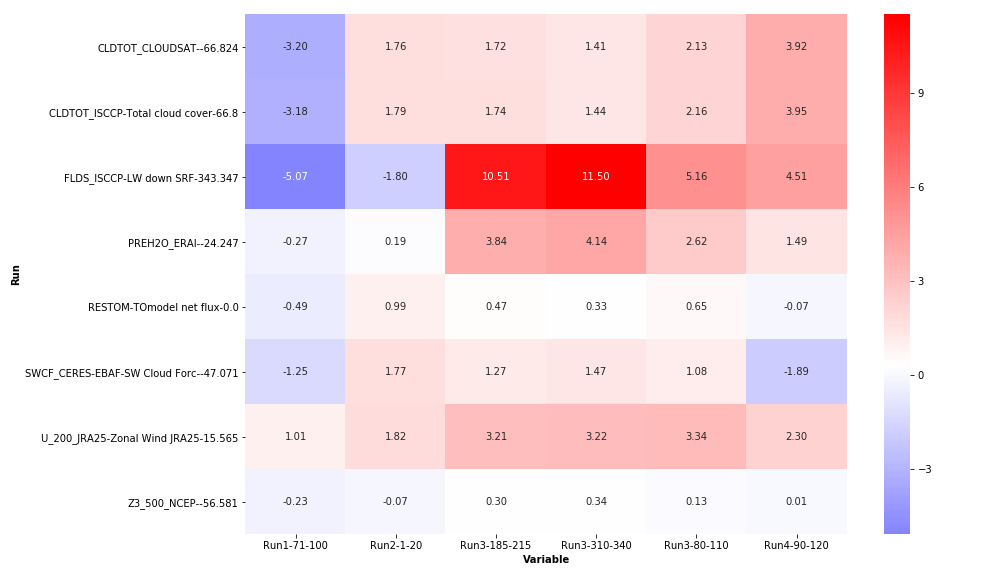 CLDTOT_CLOUDSAT--66.824 -3.20 1.76 1.72 1.41 2.13 3.92
CLDTOT_ISCCP-Total cloud cover-66.8 -3.18 1.79 1.74 1.44 2.16 3.95
FLDS_ISCCP-LW down SRF-343.347 -5.07 -1.80 10.51 11.50 5.16 4.51
PREH2O_ERAI--24.247 -0.27 0.19 3.84 4.14 2.62 1.49
RESTOM-TOmodel net flux-0.0 -0.49 0.99 0.47 0.33 0.65 -0.07
SWCF_CERES-EBAF-SW Cloud Forc--47.071 -1.25 1.77 1.27 1.47 1.08 -1.89
U_200_JRA25-Zonal Wind JRA25-15.565 1.01 1.82 3.21 3.22 3.34 2.30
Z3_500_NCEP--56.581 -0.23 -0.07 0.30 0.34 0.13 0.01
Run1-71-100 Run2-1-20 Run3-185-215 Run3-310-340 Run3-80-110 Run4-90-120
Variable
Run
9
6
3
0
−3